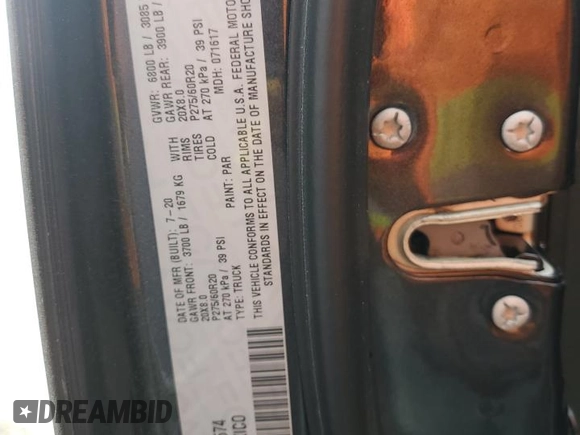 DATE OF MFR (BUILT): 7-20
GVWR: 6800 LB / 3085
GAWR FRONT: 3700 LB / 1679 KG WITH
GAWR REAR: 3900 LB /
20X8.0 RIMS 20X8.0
P275/60R20 TIRES P275/60R20
AT 270 kPa / 39 PSI COLD AT 270 kPa / 39 PSI
TYPE: TRUCK
MDH: 071617
PAINT: PAR
THIS VEHICLE CONFORMS TO ALL APPLICABLE U.S.A. FEDERAL MOTO
STANDARDS IN EFFECT ON THE DATE OF MANUFACTURE SHO
574
XICO
DREAMBID